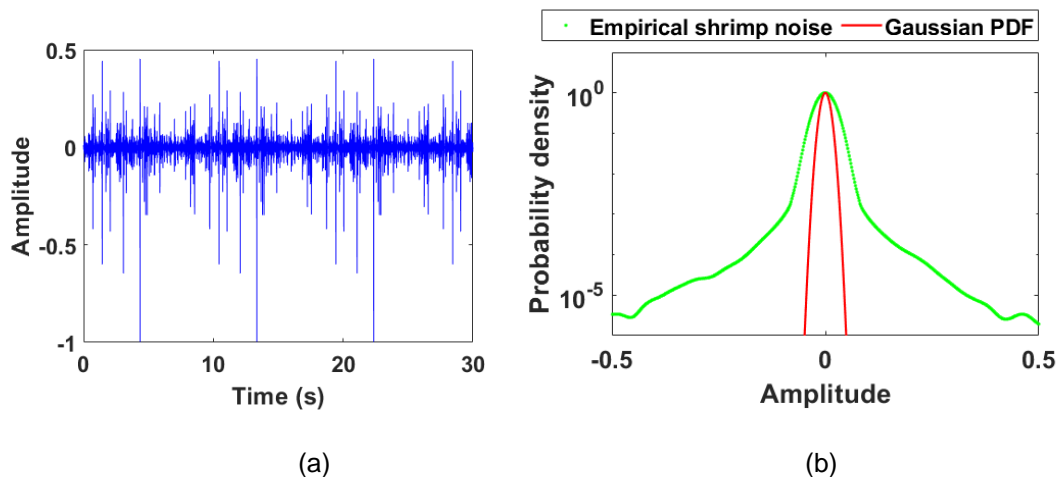 0.5
0
-0.5
-1
Amplitude
0
10
20
30
Time (s)
(a)
Empirical shrimp noise
Gaussian PDF
10^0
10^-5
Probability density
-0.5
0
0.5
Amplitude
(b)